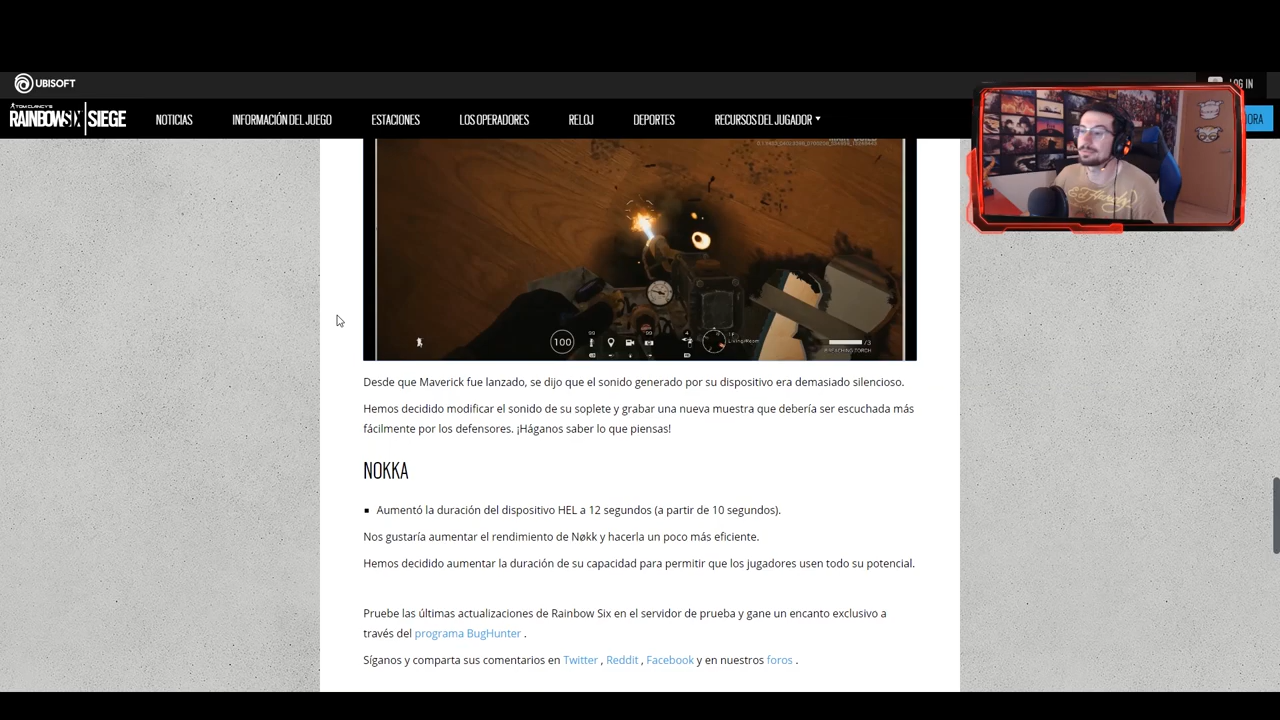 UBISOFT
LOG IN
TOM CLANCY'S
RAINBOWSIX | SIEGE
NOTICIAS
INFORMACIÓN DEL JUEGO
ESTACIONES
LOS OPERADORES
RELOJ
DEPORTES
RECURSOS DEL JUGADOR
100
/3
Desde que Maverick fue lanzado, se dijo que el sonido generado por su dispositivo era demasiado silencioso.
Hemos decidido modificar el sonido de su soplete y grabar una nueva muestra que debería ser escuchada más
fácilmente por los defensores. ¡Háganos saber lo que piensas!
NOKKA
Aumentó la duración del dispositivo HEL a 12 segundos (a partir de 10 segundos).
Nos gustaría aumentar el rendimiento de Nøkk y hacerla un poco más eficiente.
Hemos decidido aumentar la duración de su capacidad para permitir que los jugadores usen todo su potencial.
Pruebe las últimas actualizaciones de Rainbow Six en el servidor de prueba y gane un encanto exclusivo a
través del programa BugHunter .
Síganos y comparta sus comentarios en Twitter , Reddit , Facebook y en nuestros foros .